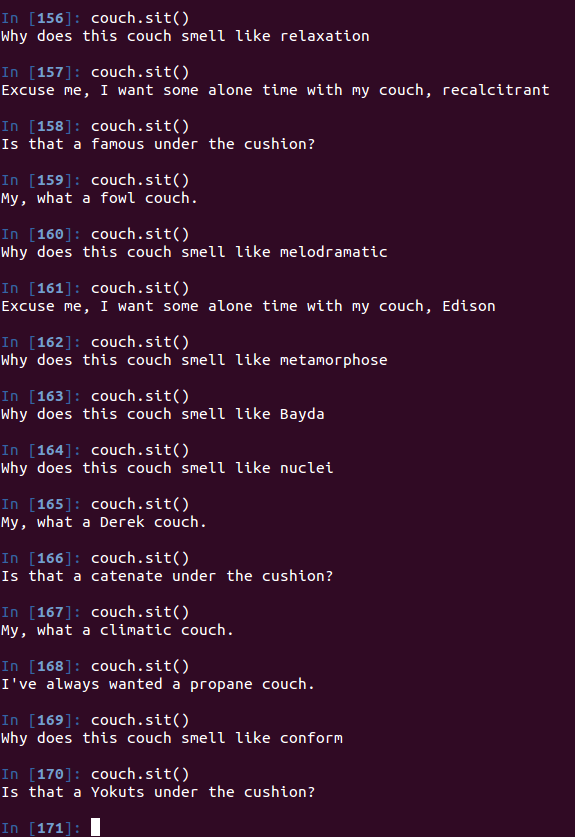 In [156]: couch.sit()
Why does this couch smell like relaxation
In [157]: couch.sit()
Excuse me, I want some alone time with my couch, recalcitrant
In [158]: couch.sit()
Is that a famous under the cushion?
In [159]: couch.sit()
My, what a fowl couch.
In [160]: couch.sit()
Why does this couch smell like melodramatic
In [161]: couch.sit()
Excuse me, I want some alone time with my couch, Edison
In [162]: couch.sit()
Why does this couch smell like metamorphose
In [163]: couch.sit()
Why does this couch smell like Bayda
In [164]: couch.sit()
Why does this couch smell like nuclei
In [165]: couch.sit()
My, what a Derek couch.
In [166]: couch.sit()
Is that a catenate under the cushion?
In [167]: couch.sit()
My, what a climatic couch.
In [168]: couch.sit()
I've always wanted a propane couch.
In [169]: couch.sit()
Why does this couch smell like conform
In [170]: couch.sit()
Is that a Yokuts under the cushion?
In [171]: